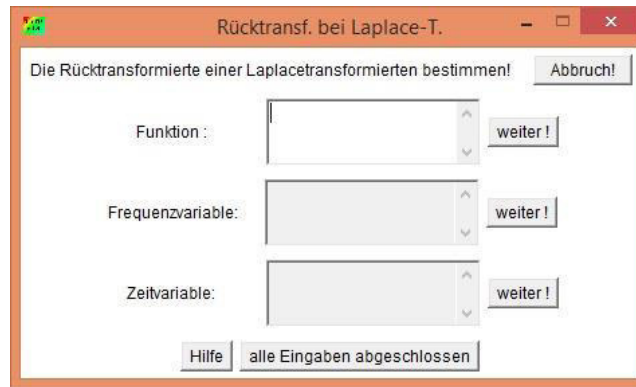 Rücktransf. bei Laplace-T.
Die Rücktransformierte einer Laplacetransformierten bestimmen! Abbruch!
Funktion : weiter !
Frequenzvariable: weiter !
Zeitvariable: weiter !
Hilfe alle Eingaben abgeschlossen